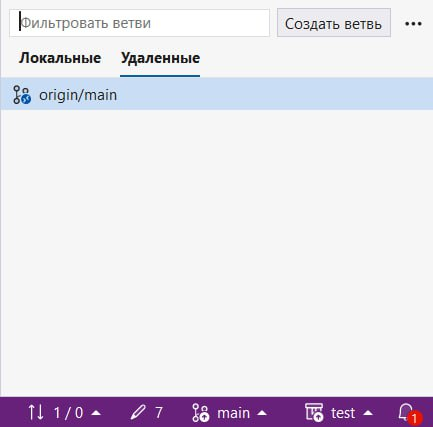 Фильтровать ветви
Создать ветвь
Локальные Удаленные
origin/main
1 / 0 7 main test 1